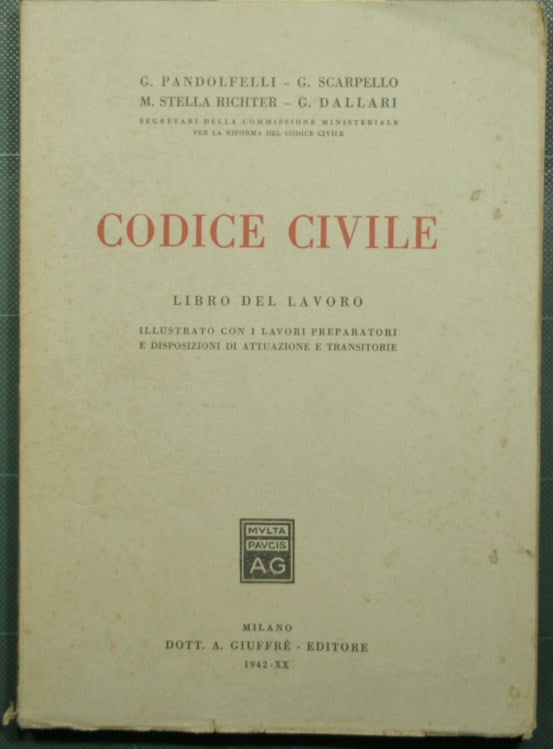 G. PANDOLFELLI - G. SCARPELLO
M. STELLA RICHTER - G. DALLARI
SEGRETARI DELLA COMMISSIONE MINISTERIALE
PER LA RIFORMA DEL CODICE CIVILE
CODICE CIVILE
LIBRO DEL LAVORO
ILLUSTRATO CON I LAVORI PREPARATORI
E DISPOSIZIONI DI ATTUAZIONE E TRANSITORIE
MVLTA
PAVCIS
AG
MILANO
DOTT. A. GIUFFRÈ - EDITORE
1942-XX